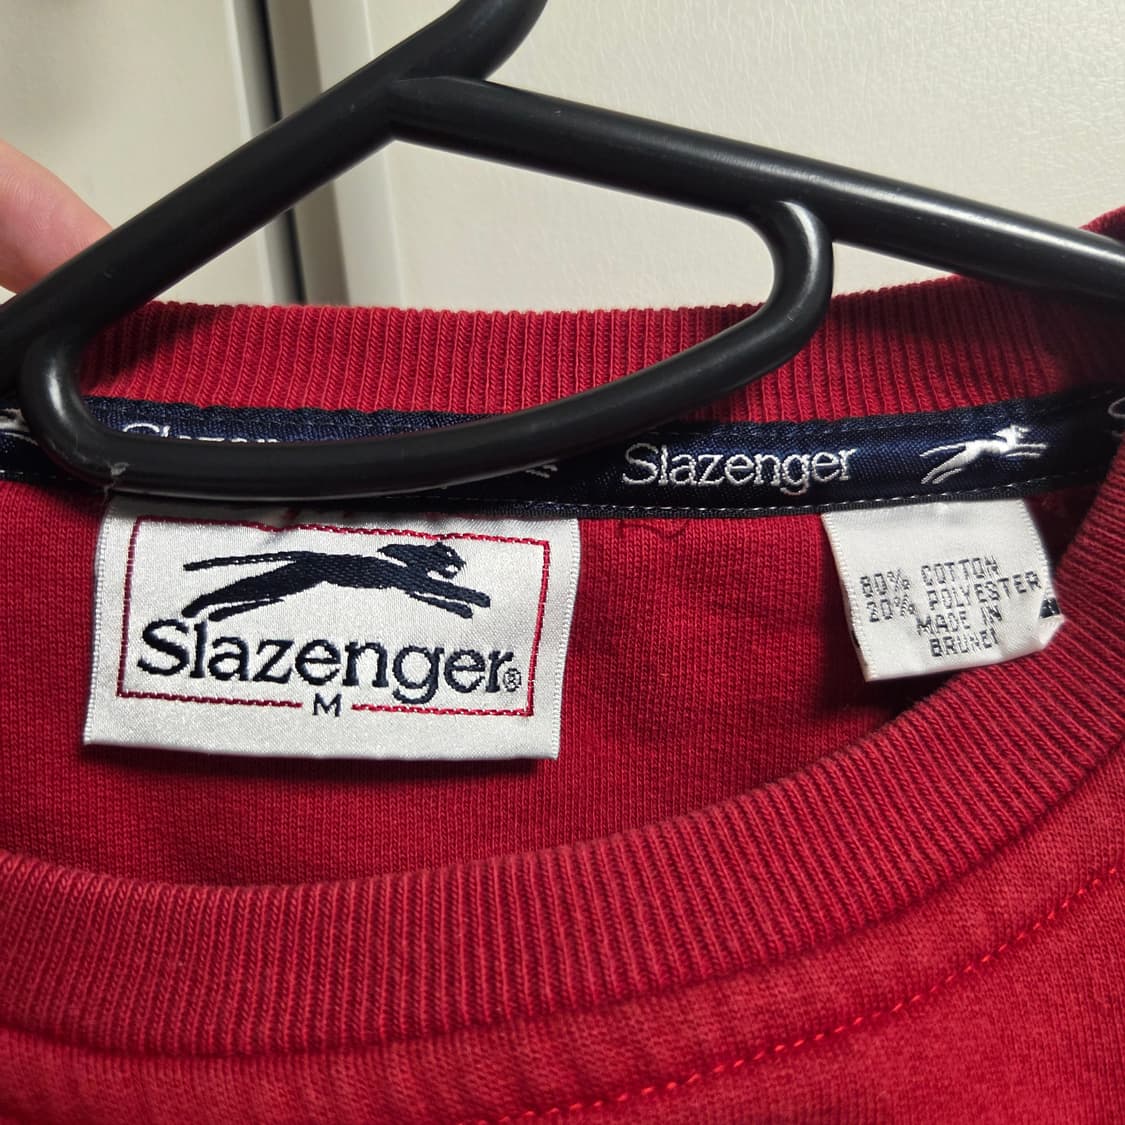 Slazenger
Slazenger®
M
80% COTTON
20% POLYESTER
MADE IN
BRUNEI